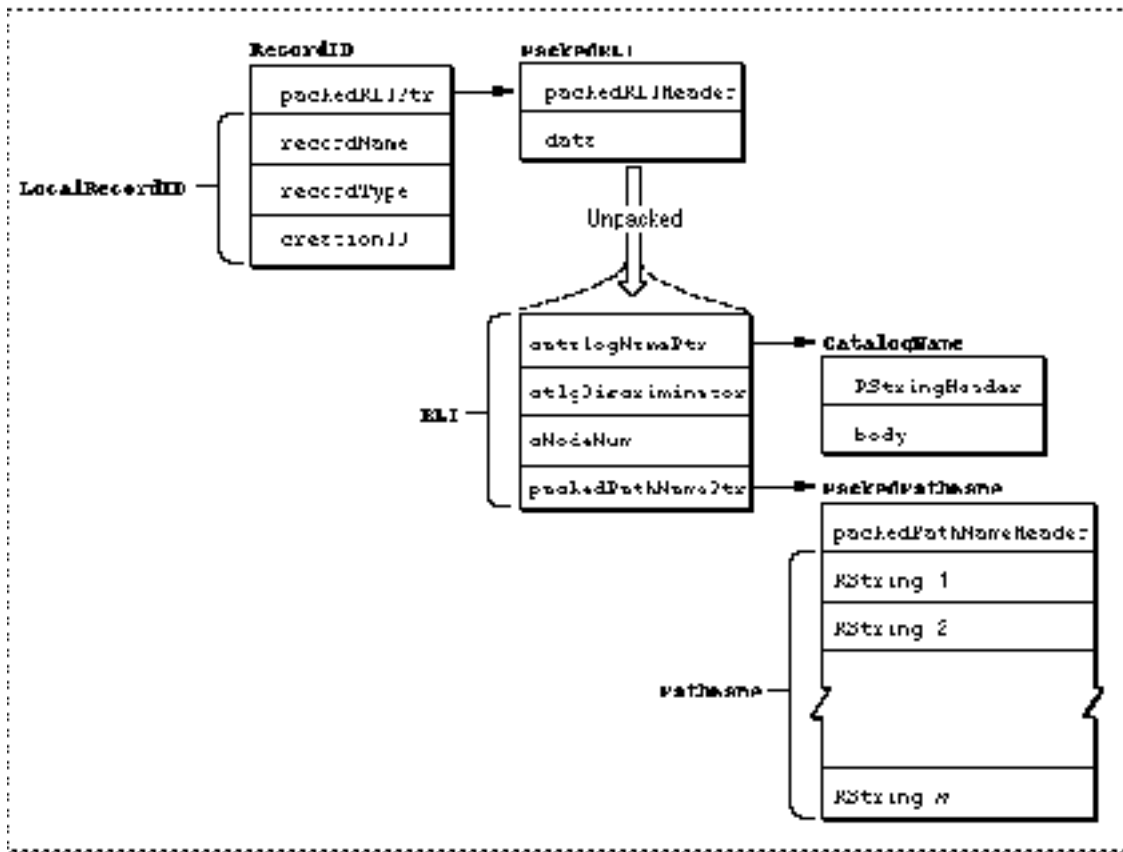 RecordID
PackedRLI
packedRLIPtr
packedRLIHeader
recordName
data
LocalRecordID
recordType
Unpacked
creationID
catalogNamePtr
CatalogName
RStringHeader
ctlgDiscriminator
RLI
body
dNodeNum
packedPathNamePtr
PackedPathName
packedPathNameHeader
RString 1
RString 2
PathName
RString n